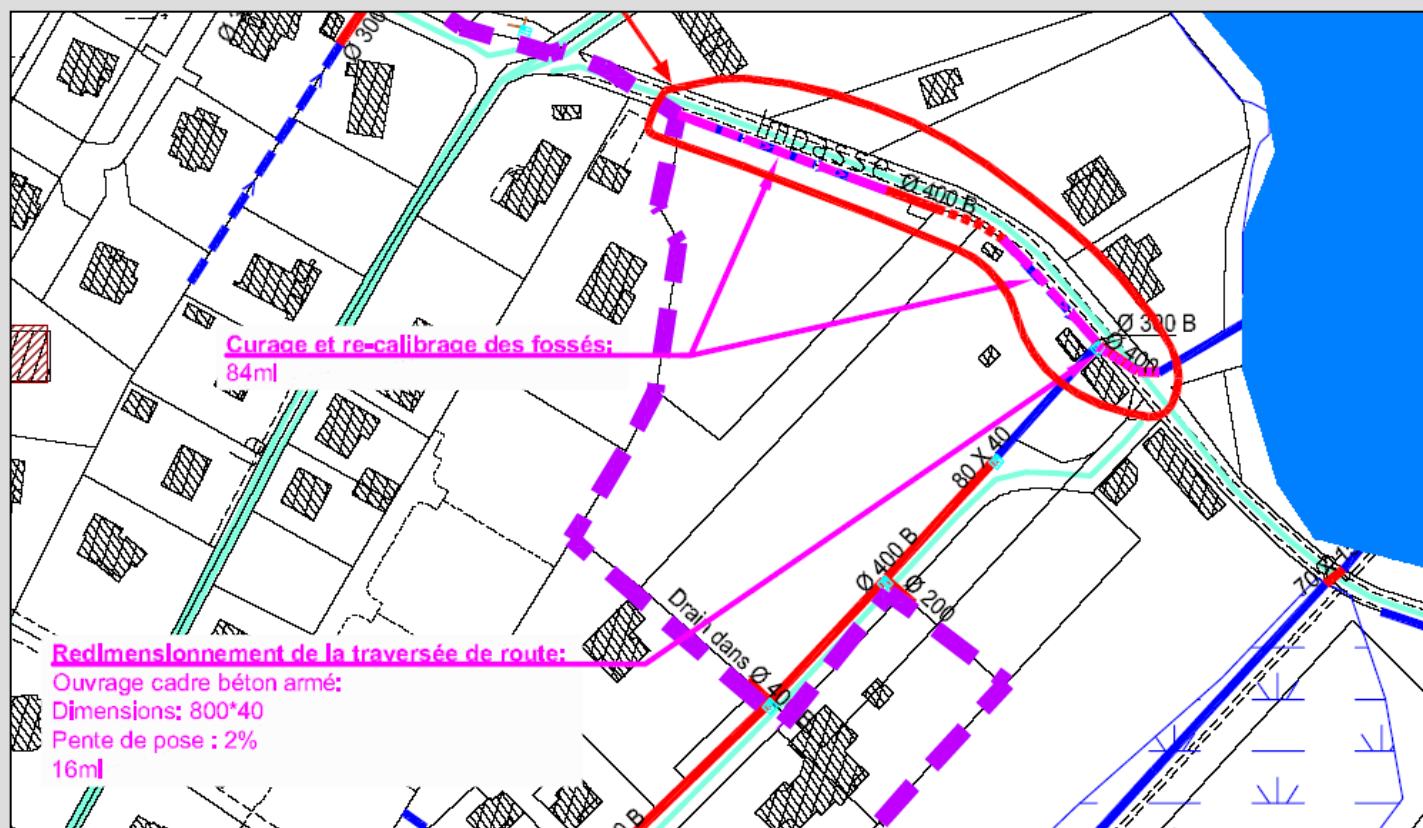 Ø 300
Impasse
Ø 400 B
Ø 300 B
Ø 400
Curage et re-calibrage des fossés:
84ml
80 X 40
Ø 400 B
Ø 200
Drain dans Ø 40
Redimensionnement de la traversée de route:
Ouvrage cadre béton armé:
Dimensions: 800*40
Pente de pose : 2%
16ml